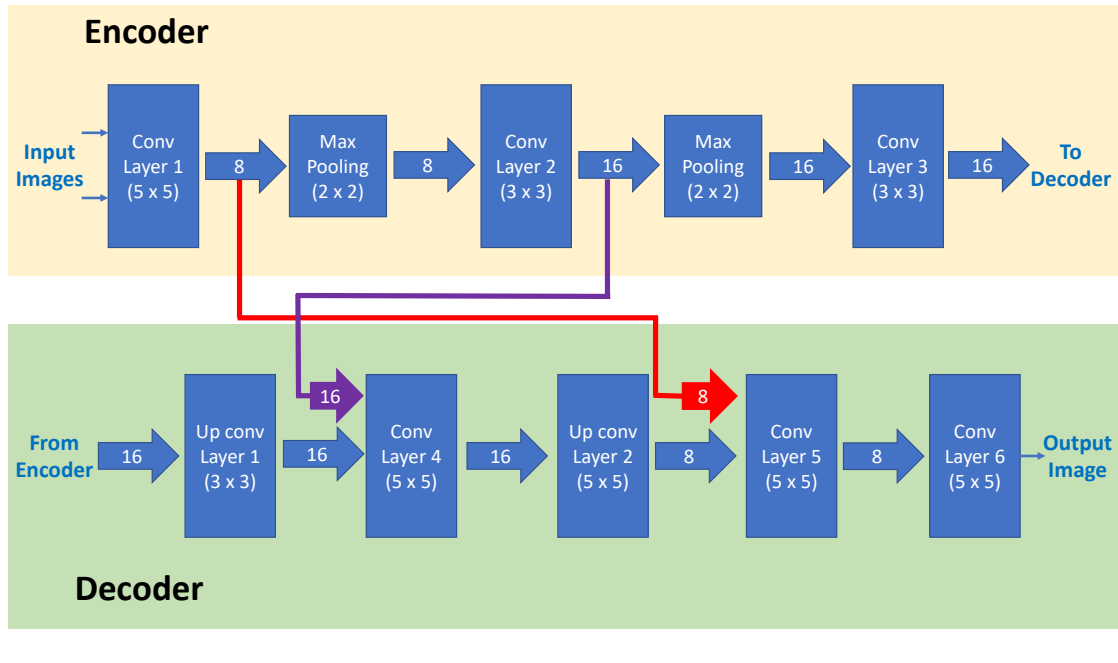 Encoder
Input
Images
Conv
Layer 1
(5 x 5)
8
Max
Pooling
(2 x 2)
8
Conv
Layer 2
(3 x 3)
16
Max
Pooling
(2 x 2)
16
Conv
Layer 3
(3 x 3)
16
To
Decoder
From
Encoder
16
Up conv
Layer 1
(3 x 3)
16
16
Conv
Layer 4
(5 x 5)
16
Up conv
Layer 2
(5 x 5)
8
8
Conv
Layer 5
(5 x 5)
8
Conv
Layer 6
(5 x 5)
Output
Image
Decoder